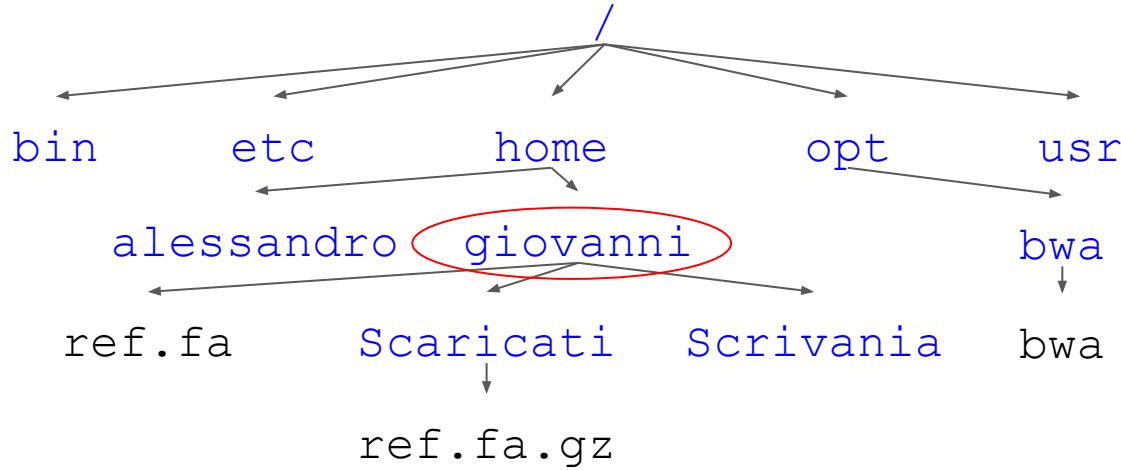 /
bin etc home opt usr
alessandro giovanni bwa
ref.fa Scaricati Scrivania bwa
ref.fa.gz